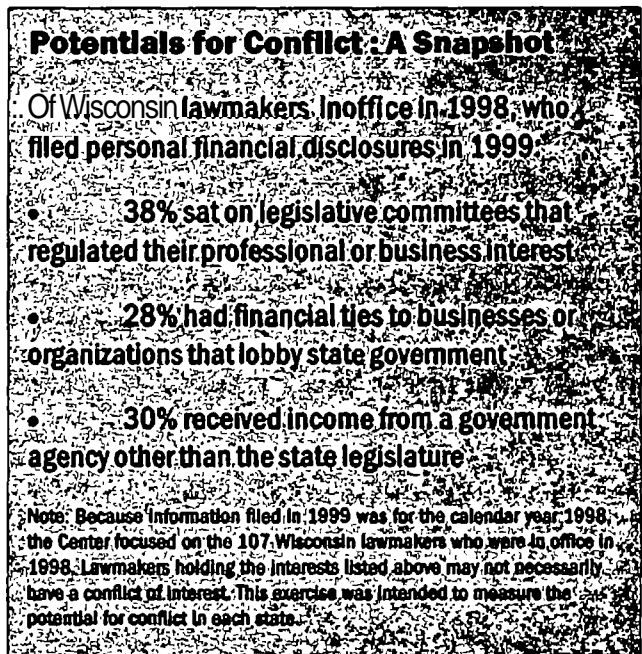 Potentials for Conflict : A Snapshot
Of Wisconsin lawmakers in office in 1998, who
filed personal financial disclosures in 1999:
• 38% sat on legislative committees that
regulated their professional or business interest
• 28% had financial ties to businesses or
organizations that lobby state government
• 30% received income from a government
agency other than the state legislature
Note: Because information filed in 1999 was for the calendar year 1998,
the Center focused on the 107 Wisconsin lawmakers who were in office in
1998. Lawmakers holding the interests listed above may not necessarily
have a conflict of interest. This exercise was intended to measure the
potential for conflict in each state.